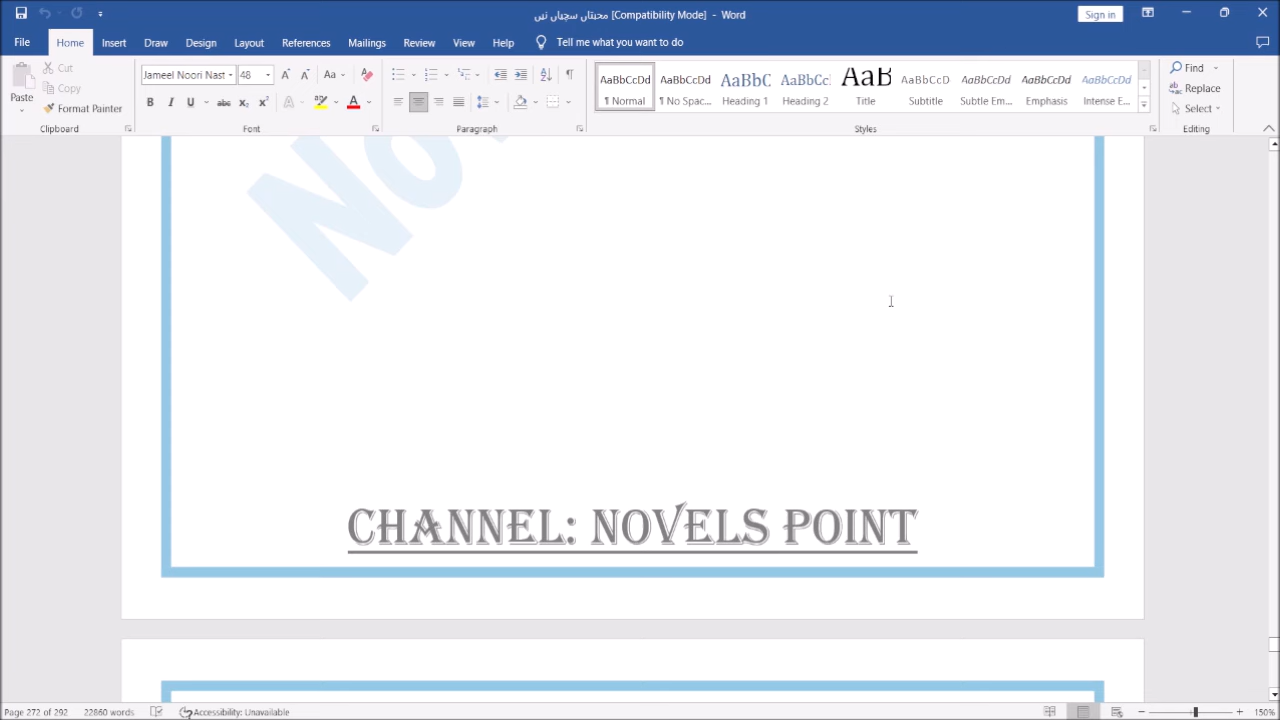 محبتاں سچیاں نیں [Compatibility Mode] - Word
Sign in
File Home Insert Draw Design Layout References Mailings Review View Help Tell me what you want to do
Paste
Cut
Copy
Format Painter
Clipboard
Jameel Noori Nast 48
Font
Paragraph
AaBbCcDd ¶ Normal
AaBbCcDd ¶ No Spac...
AaBbC Heading 1
AaBbCc Heading 2
AaB Title
AaBbCcD Subtitle
AaBbCcDd Subtle Em...
AaBbCcDd Emphasis
AaBbCcDd Intense E...
Styles
Find
Replace
Select
Editing
No
CHANNEL: NOVELS POINT
Page 272 of 292 22860 words Accessibility: Unavailable 150%